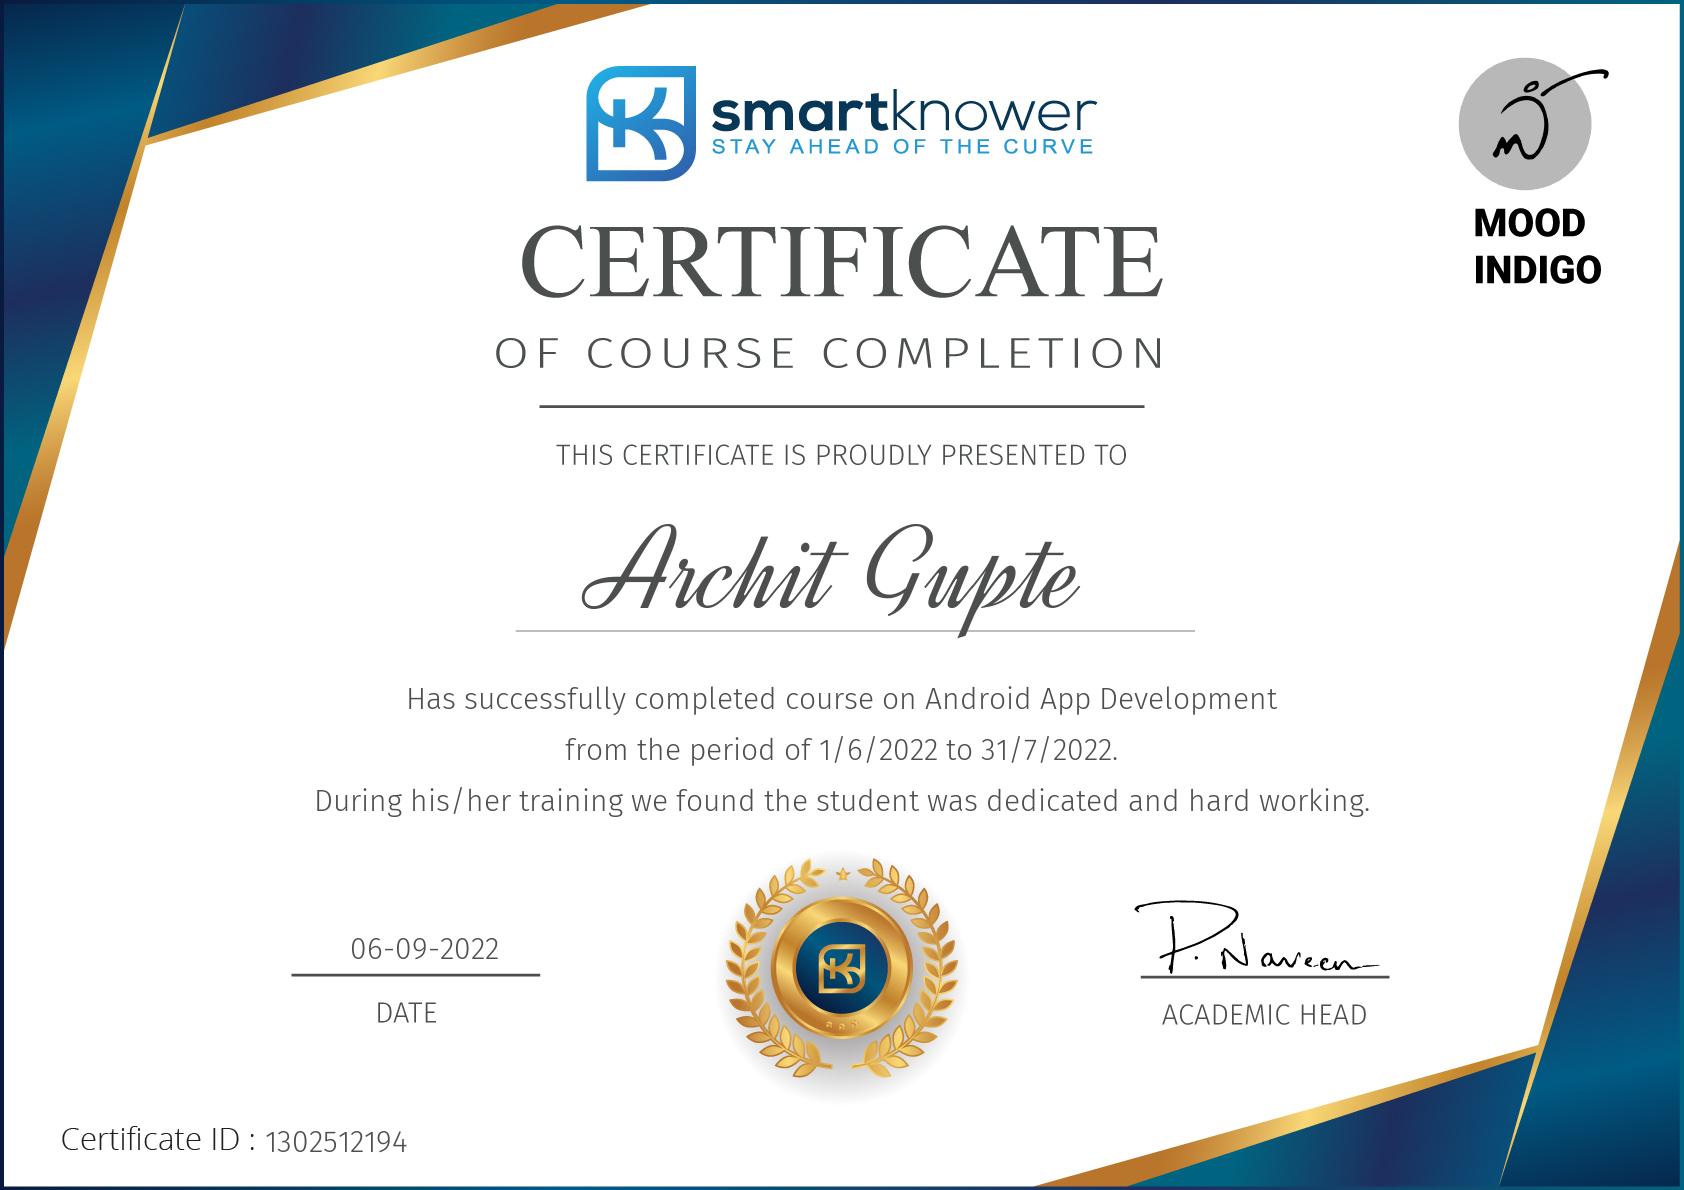 smartknower
STAY AHEAD OF THE CURVE
MOOD
INDIGO
CERTIFICATE
OF COURSE COMPLETION
THIS CERTIFICATE IS PROUDLY PRESENTED TO
Archit Gupte
Has successfully completed course on Android App Development
from the period of 1/6/2022 to 31/7/2022.
During his/her training we found the student was dedicated and hard working.
06-09-2022
DATE
P. Naveen
ACADEMIC HEAD
Certificate ID : 1302512194